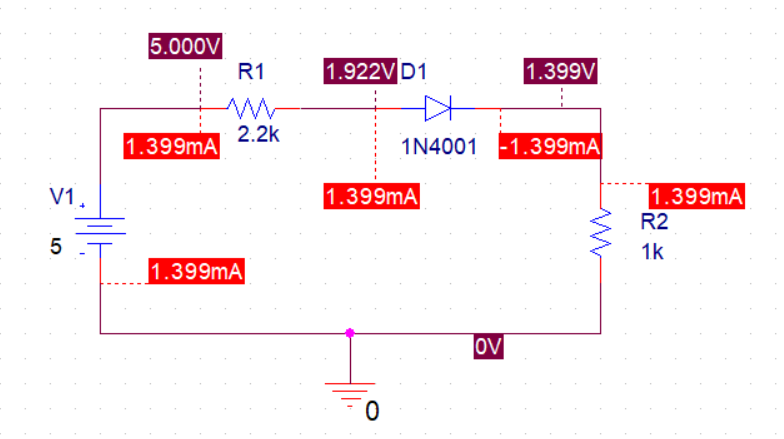 5.000V
R1
1.922V D1
1.399V
2.2k
1.399mA
1N4001
-1.399mA
V1
+
1.399mA
1.399mA
R2
5
1k
-
1.399mA
0V
0